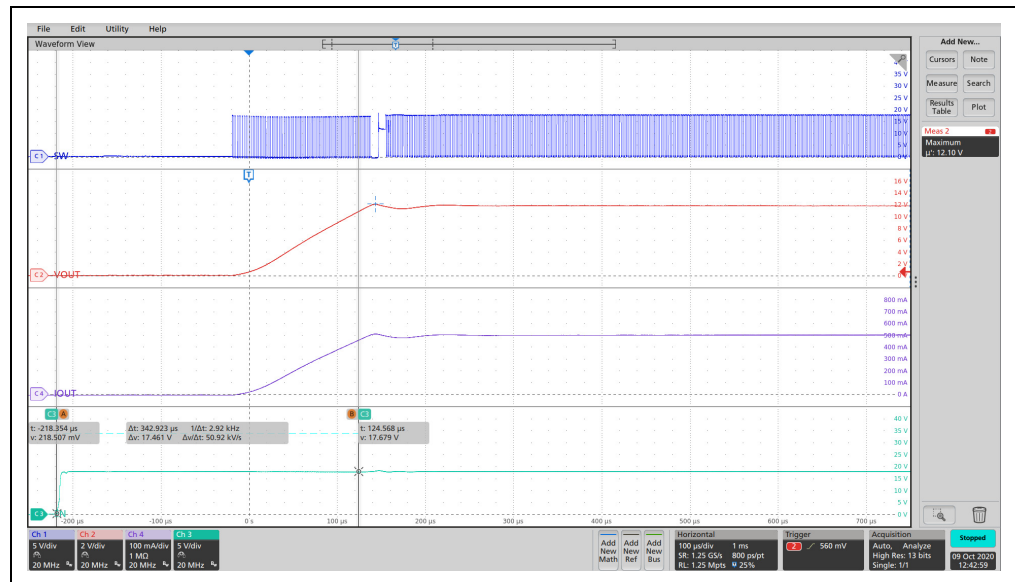 File Edit Utility Help
Waveform View
Add New...
Cursors Note
Measure Search
Results Table Plot
Meas 2 2
Maximum
µ': 12.10 V
T
35 V
30 V
25 V
20 V
15 V
10 V
5 V
0 V
C1 SW
T
16 V
14 V
12 V
10 V
8 V
6 V
4 V
2 V
0 V
C2 VOUT
800 mA
700 mA
600 mA
500 mA
400 mA
300 mA
200 mA
100 mA
0 A
C4 IOUT
C3 A B C3
t: -218.354 µs Δt: 342.923 µs 1/Δt: 2.92 kHz t: 124.568 µs
v: 218.507 mV Δv: 17.461 V Δv/Δt: 50.92 kV/s v: 17.679 V
40 V
35 V
30 V
25 V
20 V
15 V
10 V
5 V
0 V
C3
-200 µs -100 µs 0 s 100 µs 200 µs 300 µs 400 µs 500 µs 600 µs 700 µs
Ch 1 Ch 2 Ch 4 Ch 3
5 V/div 2 V/div 100 mA/div 5 V/div
1 MΩ
20 MHz 20 MHz 20 MHz 20 MHz
Add New Math
Add New Ref
Add New Bus
Horizontal
100 µs/div 1 ms
SR: 1.25 GS/s 800 ps/pt
RL: 1.25 Mpts 25%
Trigger
2 560 mV
Acquisition
Auto, Analyze
High Res: 13 bits
Single: 1/1
Stopped
09 Oct 2020
12:42:59